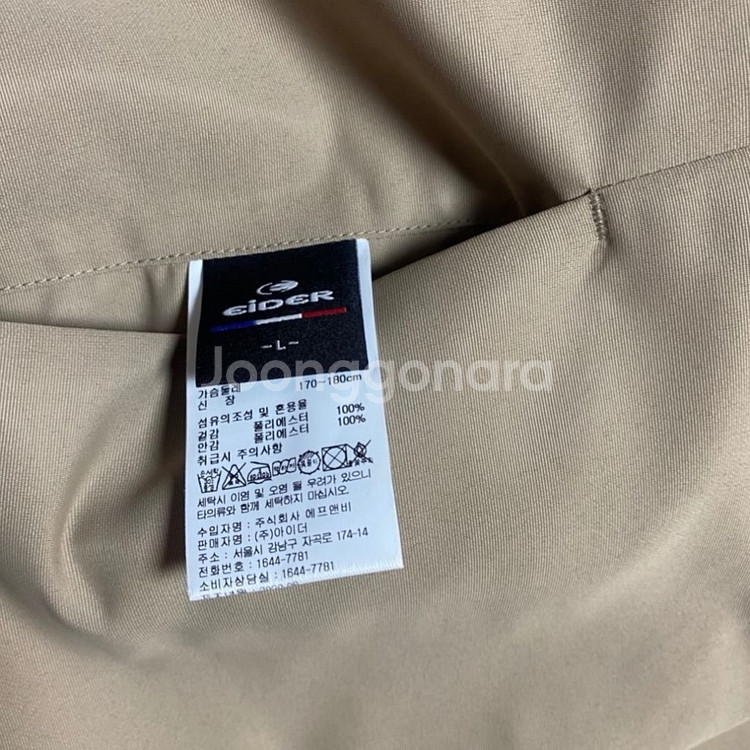 EiDER
-L-
Joonggonara
가슴둘레
신 장 170~180cm
섬유의조성 및 혼용율
겉감 폴리에스터 100%
안감 폴리에스터 100%
취급시 주의사항
세탁시 이염 및 오염 될 우려가 있으니
타의류와 함께 세탁하지 마십시오.
수입자명 : 주식회사 에프앤비
판매자명 : (주)아이더
주소 : 서울시 강남구 자곡로 174-14
전화번호 : 1644-7781
소비자상담실 : 1644-7781